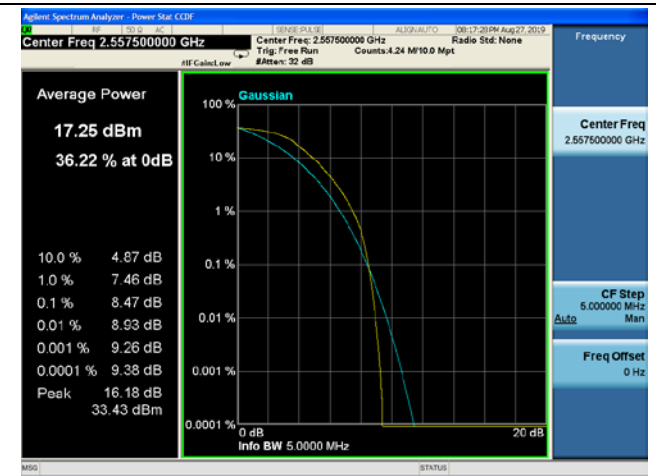 Agilent Spectrum Analyzer - Power Stat CCDF
RF 50 Ω AC SENSE:PULSE ALIGNAUTO 08:17:28 PM Aug 27, 2019
Center Freq 2.557500000 GHz
Center Freq: 2.557500000 GHz Radio Std: None
Trig: Free Run Counts:4.24 M/10.0 Mpt
#IFGain:Low #Atten: 32 dB
Frequency
Average Power
17.25 dBm
36.22 % at 0dB
10.0 % 4.87 dB
1.0 % 7.46 dB
0.1 % 8.47 dB
0.01 % 8.93 dB
0.001 % 9.26 dB
0.0001 % 9.38 dB
Peak 16.18 dB
33.43 dBm
Gaussian
100 %
10 %
1 %
0.1 %
0.01 %
0.001 %
0.0001 %
0 dB 20 dB
Info BW 5.0000 MHz
Center Freq
2.557500000 GHz
CF Step
5.000000 MHz
Auto Man
Freq Offset
0 Hz
MSG STATUS